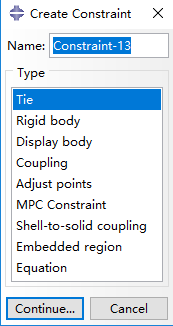 Create Constraint
Name: Constraint-13
Type
Tie
Rigid body
Display body
Coupling
Adjust points
MPC Constraint
Shell-to-solid coupling
Embedded region
Equation
Continue... Cancel